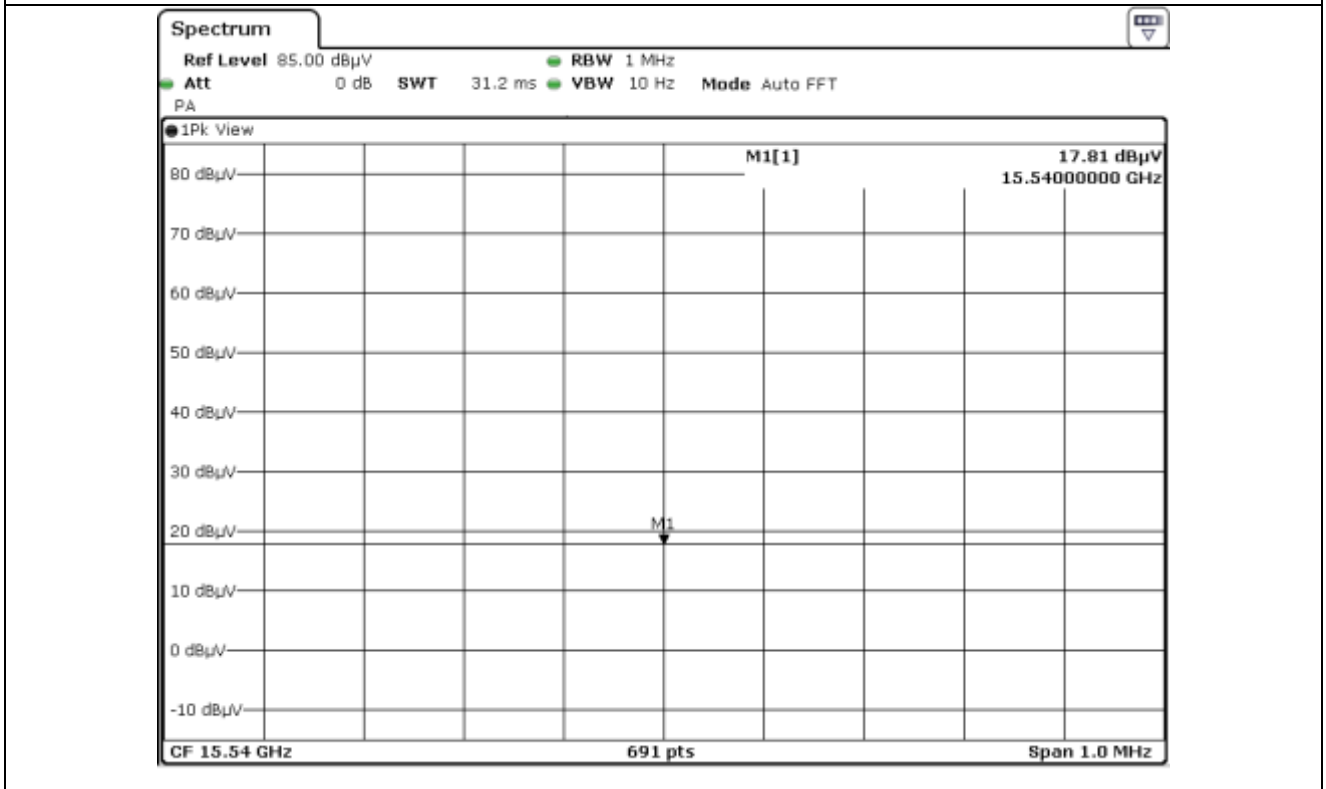 Spectrum
Ref Level 85.00 dBµV RBW 1 MHz
Att 0 dB SWT 31.2 ms VBW 10 Hz Mode Auto FFT
PA
1Pk View
M1[1] 17.81 dBµV
15.54000000 GHz
80 dBµV
70 dBµV
60 dBµV
50 dBµV
40 dBµV
30 dBµV
M1
20 dBµV
10 dBµV
0 dBµV
-10 dBµV
CF 15.54 GHz 691 pts Span 1.0 MHz